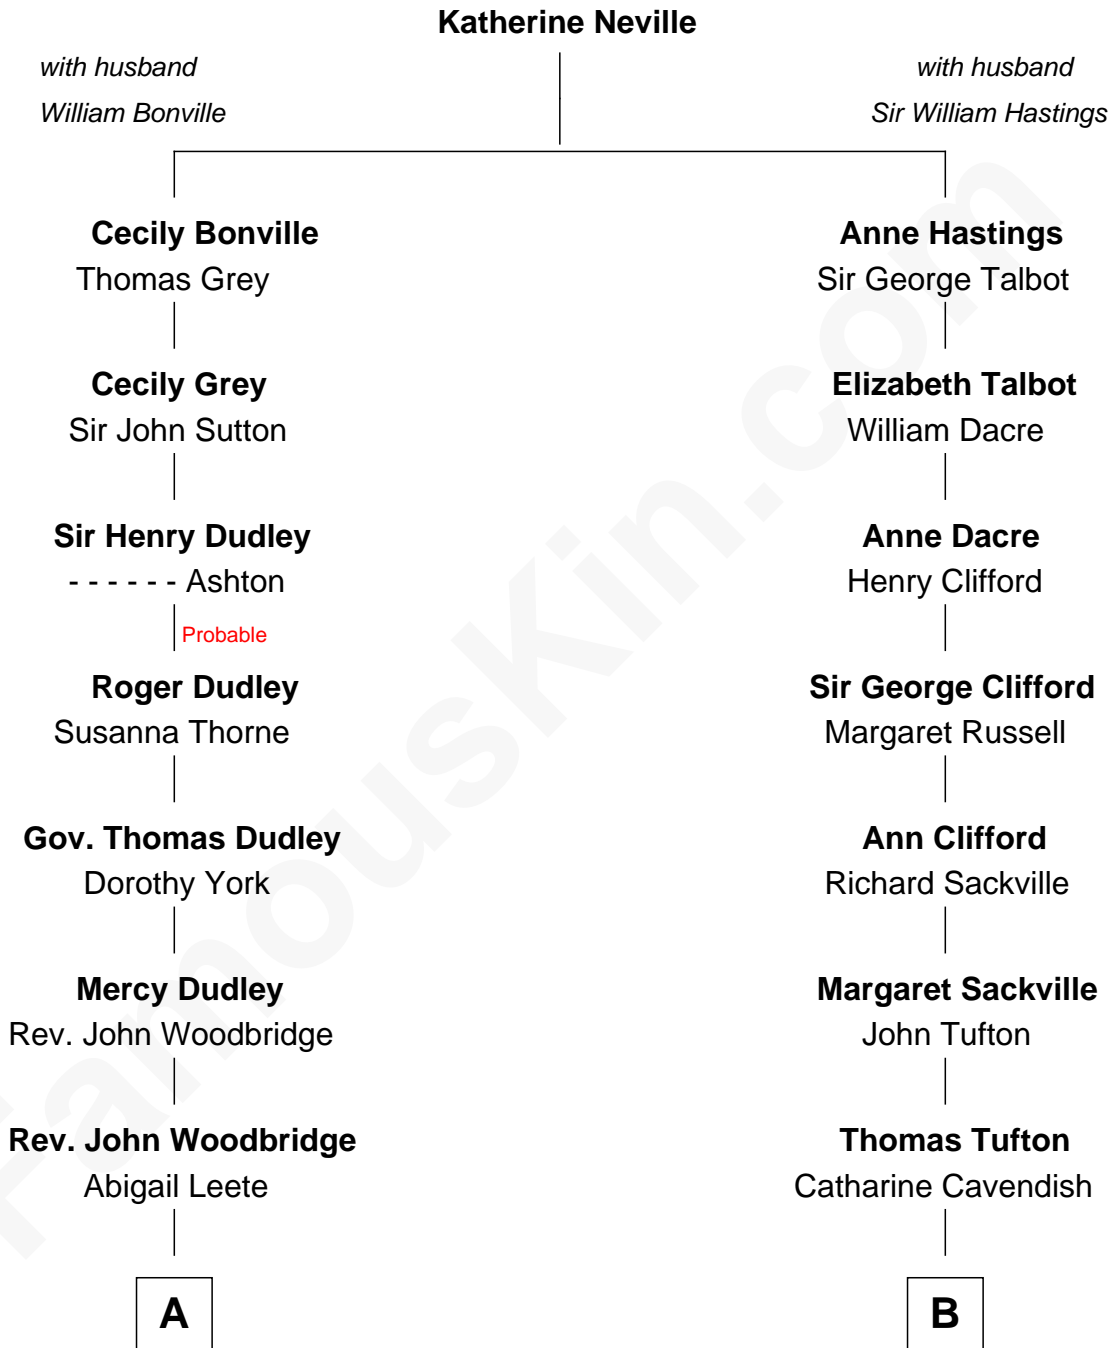 Katherine Neville
with husband
William Bonville
with husband
Sir William Hastings
Cecily Bonville
Thomas Grey
Anne Hastings
Sir George Talbot
Cecily Grey
Sir John Sutton
Elizabeth Talbot
William Dacre
Sir Henry Dudley
- - - - - - Ashton
Probable
Anne Dacre
Henry Clifford
Roger Dudley
Susanna Thorne
Sir George Clifford
Margaret Russell
Gov. Thomas Dudley
Dorothy York
Ann Clifford
Richard Sackville
Mercy Dudley
Rev. John Woodbridge
Margaret Sackville
John Tufton
Rev. John Woodbridge
Abigail Leete
Thomas Tufton
Catharine Cavendish
A
B
FamousKin.com